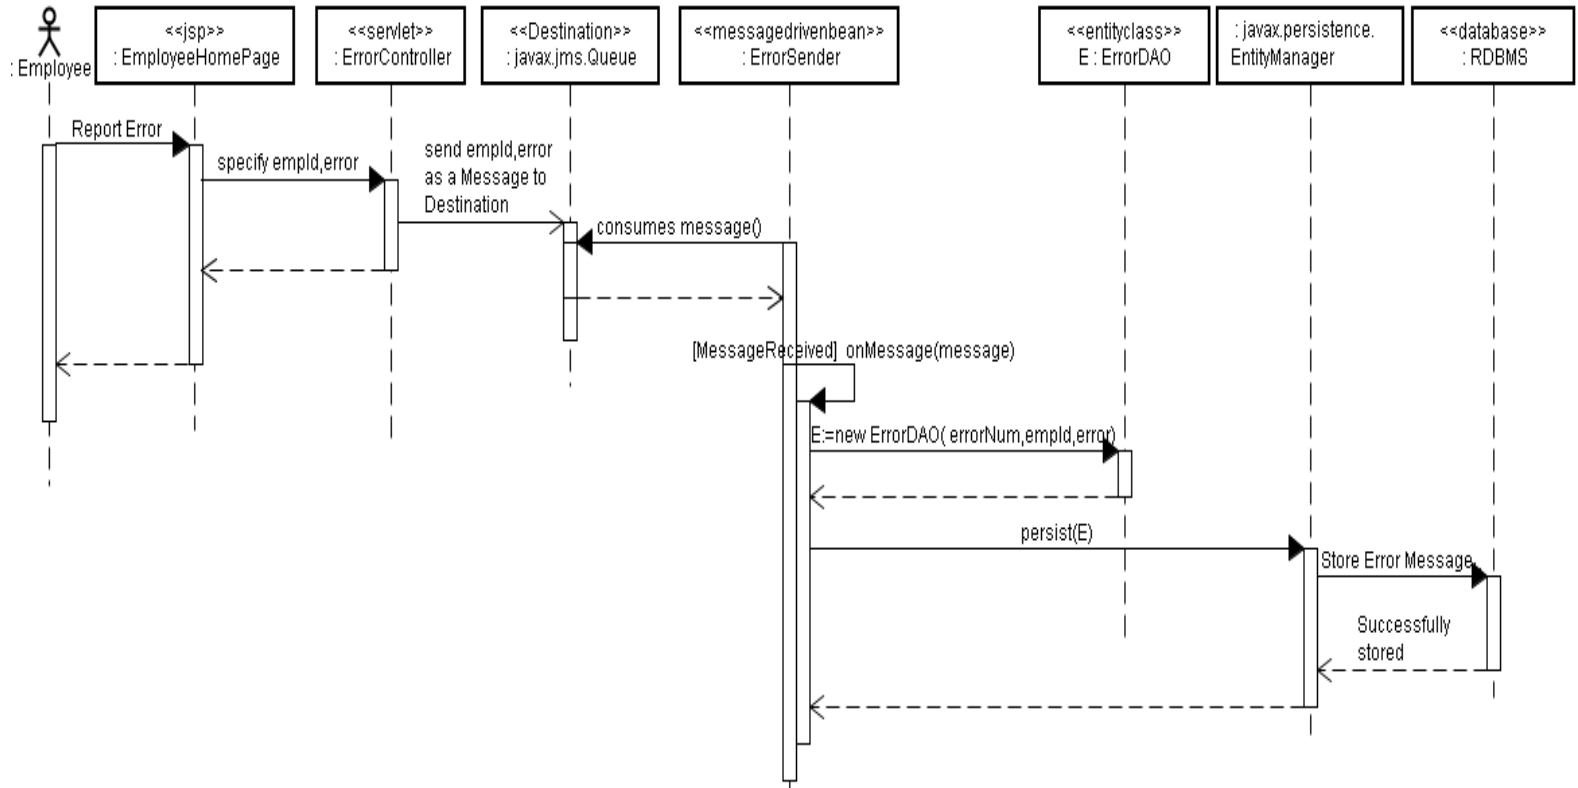 : Employee
<<jsp>>
: EmployeeHomePage
<<servlet>>
: ErrorController
<<Destination>>
: javax.jms.Queue
<<messagedrivenbean>>
: ErrorSender
<<entityclass>>
E : ErrorDAO
: javax.persistence.
EntityManager
<<database>>
: RDBMS
Report Error
specify empId,error
send empId,error
as a Message to
Destination
consumes message()
[MessageReceived] onMessage(message)
E:=new ErrorDAO( errorNum,empId,error)
persist(E)
Store Error Message
Successfully
stored